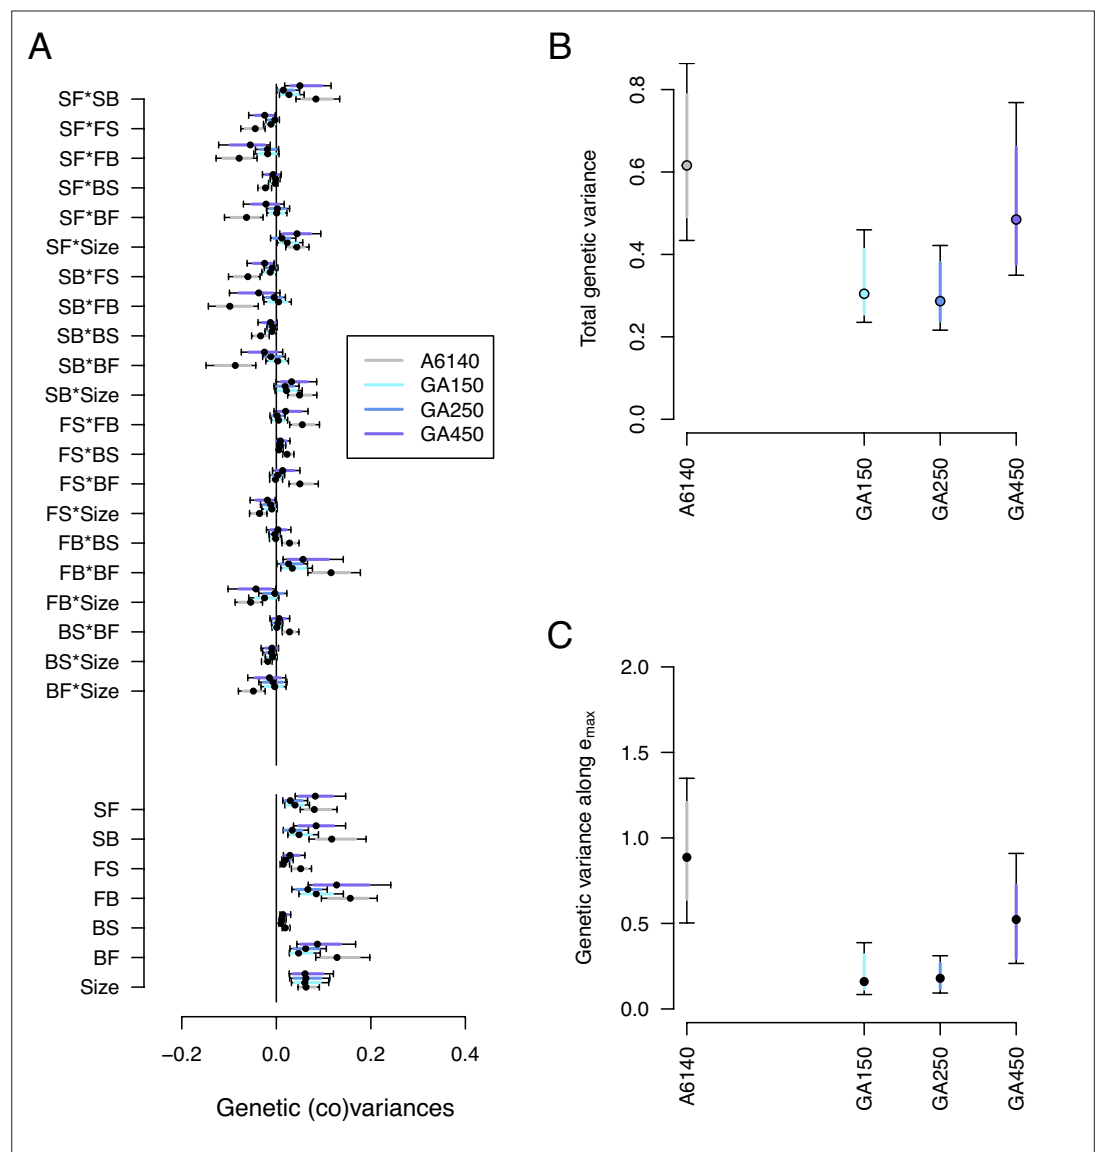 A
SF*SB
SF*FS
SF*FB
SF*BS
SF*BF
SF*Size
SB*FS
SB*FB
SB*BS
SB*BF
SB*Size
FS*FB
FS*BS
FS*BF
FS*Size
FB*BS
FB*BF
FB*Size
BS*BF
BS*Size
BF*Size
SF
SB
FS
FB
BS
BF
Size
−0.2 0.0 0.2 0.4
Genetic (co)variances
A6140
GA150
GA250
GA450
B
Total genetic variance
0.8
0.6
0.4
0.2
0.0
A6140 GA150 GA250 GA450
C
Genetic variance along emax
2.0
1.5
1.0
0.5
0.0
A6140 GA150 GA250 GA450